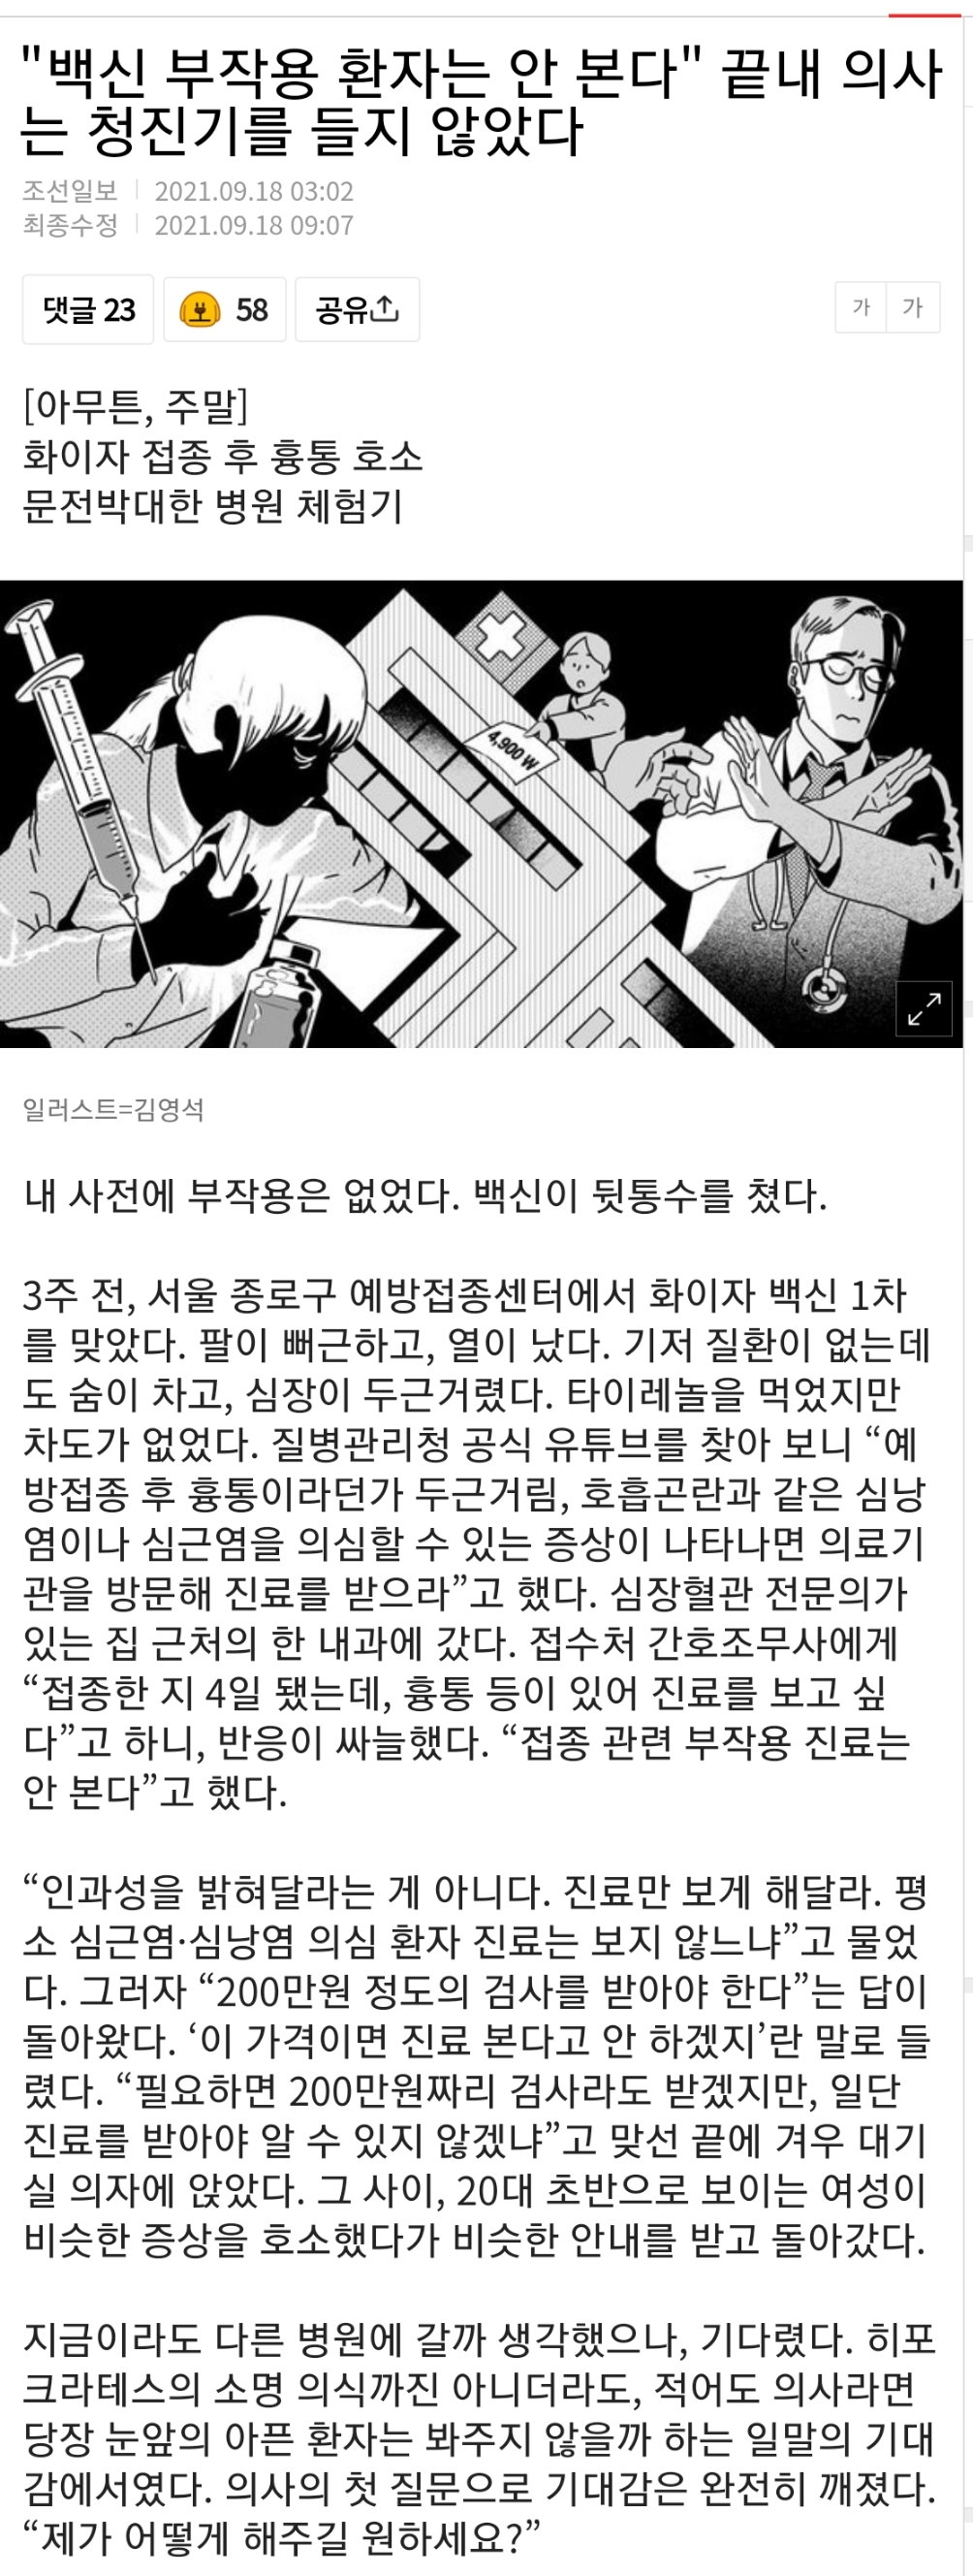 "백신 부작용 환자는 안 본다" 끝내 의사
는 청진기를 들지 않았다
조선일보 | 2021.09.18 03:02
최종수정 | 2021.09.18 09:07
댓글 23 58 공유 가 가
[아무튼, 주말]
화이자 접종 후 흉통 호소
문전박대한 병원 체험기
4,900 W
일러스트=김영석
내 사전에 부작용은 없었다. 백신이 뒷통수를 쳤다.
3주 전, 서울 종로구 예방접종센터에서 화이자 백신 1차
를 맞았다. 팔이 뻐근하고, 열이 났다. 기저 질환이 없는데
도 숨이 차고, 심장이 두근거렸다. 타이레놀을 먹었지만
차도가 없었다. 질병관리청 공식 유튜브를 찾아 보니 “예
방접종 후 흉통이라던가 두근거림, 호흡곤란과 같은 심낭
염이나 심근염을 의심할 수 있는 증상이 나타나면 의료기
관을 방문해 진료를 받으라”고 했다. 심장혈관 전문의가
있는 집 근처의 한 내과에 갔다. 접수처 간호조무사에게
“접종한 지 4일 됐는데, 흉통 등이 있어 진료를 보고 싶
다”고 하니, 반응이 싸늘했다. “접종 관련 부작용 진료는
안 본다”고 했다.
“인과성을 밝혀달라는 게 아니다. 진료만 보게 해달라. 평
소 심근염·심낭염 의심 환자 진료는 보지 않느냐”고 물었
다. 그러자 “200만원 정도의 검사를 받아야 한다”는 답이
돌아왔다. ‘이 가격이면 진료 본다고 안 하겠지’란 말로 들
렸다. “필요하면 200만원짜리 검사라도 받겠지만, 일단
진료를 받아야 알 수 있지 않겠냐”고 맞선 끝에 겨우 대기
실 의자에 앉았다. 그 사이, 20대 초반으로 보이는 여성이
비슷한 증상을 호소했다가 비슷한 안내를 받고 돌아갔다.
지금이라도 다른 병원에 갈까 생각했으나, 기다렸다. 히포
크라테스의 소명 의식까진 아니더라도, 적어도 의사라면
당장 눈앞의 아픈 환자는 봐주지 않을까 하는 일말의 기대
감에서였다. 의사의 첫 질문으로 기대감은 완전히 깨졌다.
“제가 어떻게 해주길 원하세요?”